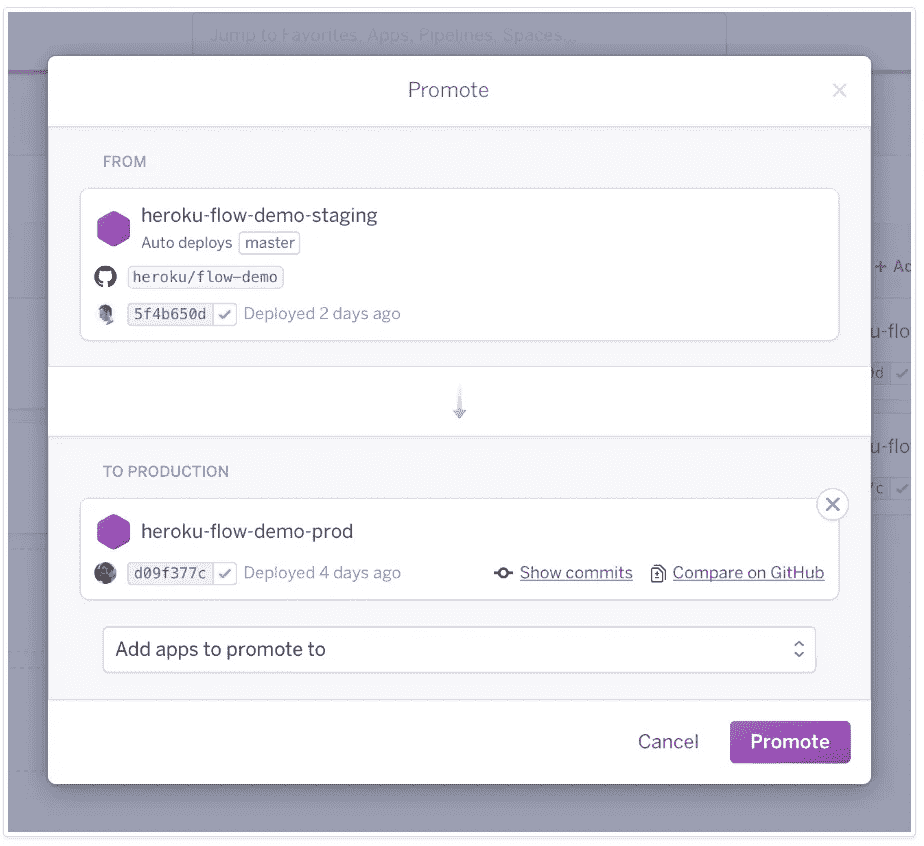 Jump to Favorites, Apps, Pipelines, Spaces...
Promote
FROM
heroku-flow-demo-staging
Auto deploys master
heroku/flow-demo
5f4b650d Deployed 2 days ago
TO PRODUCTION
heroku-flow-demo-prod
d09f377c Deployed 4 days ago Show commits Compare on GitHub
Add apps to promote to
Cancel Promote